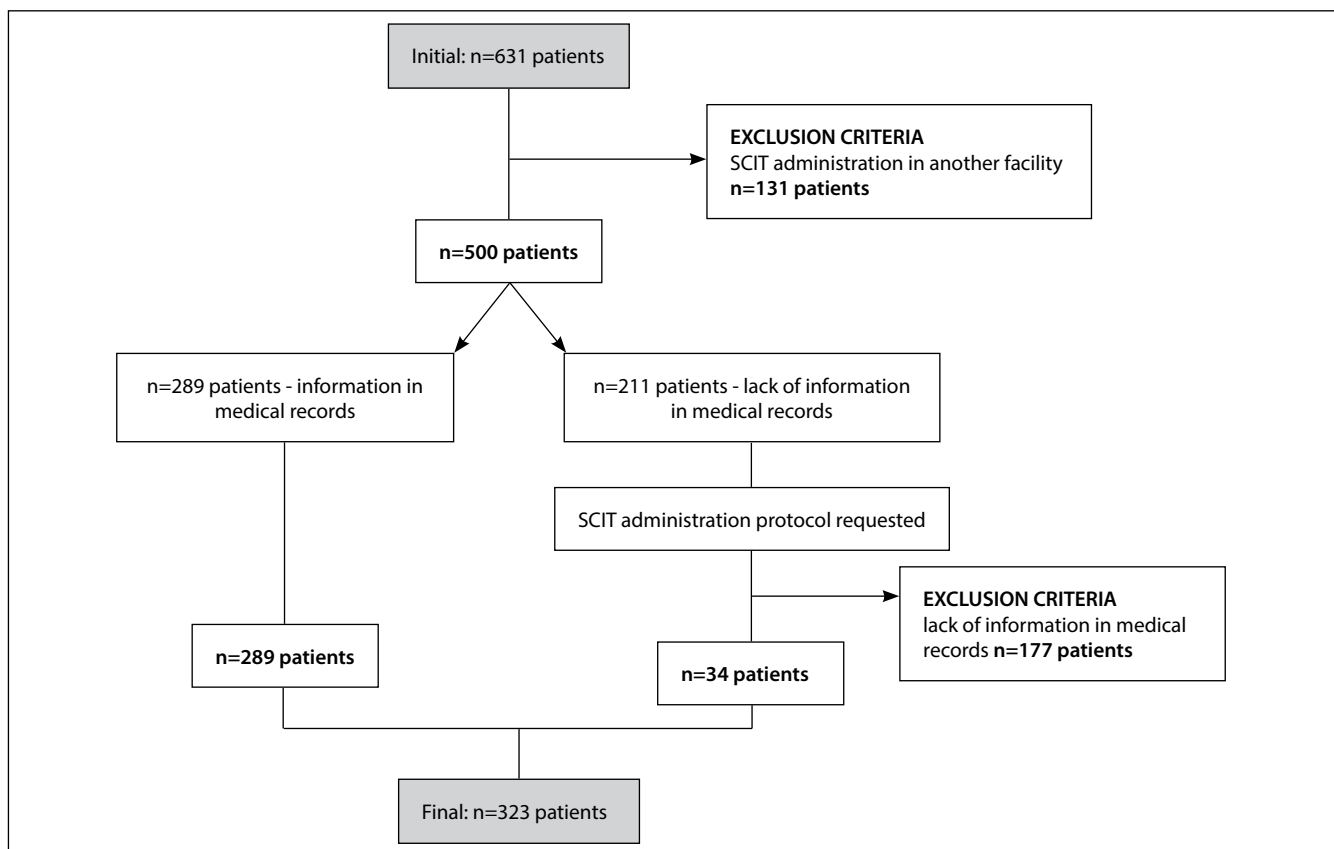 Initial: n=631 patients
EXCLUSION CRITERIA
SCIT administration in another facility
n=131 patients
n=500 patients
n=289 patients - information in
medical records
n=211 patients - lack of information
in medical records
SCIT administration protocol requested
EXCLUSION CRITERIA
lack of information in medical
records n=177 patients
n=289 patients
n=34 patients
Final: n=323 patients